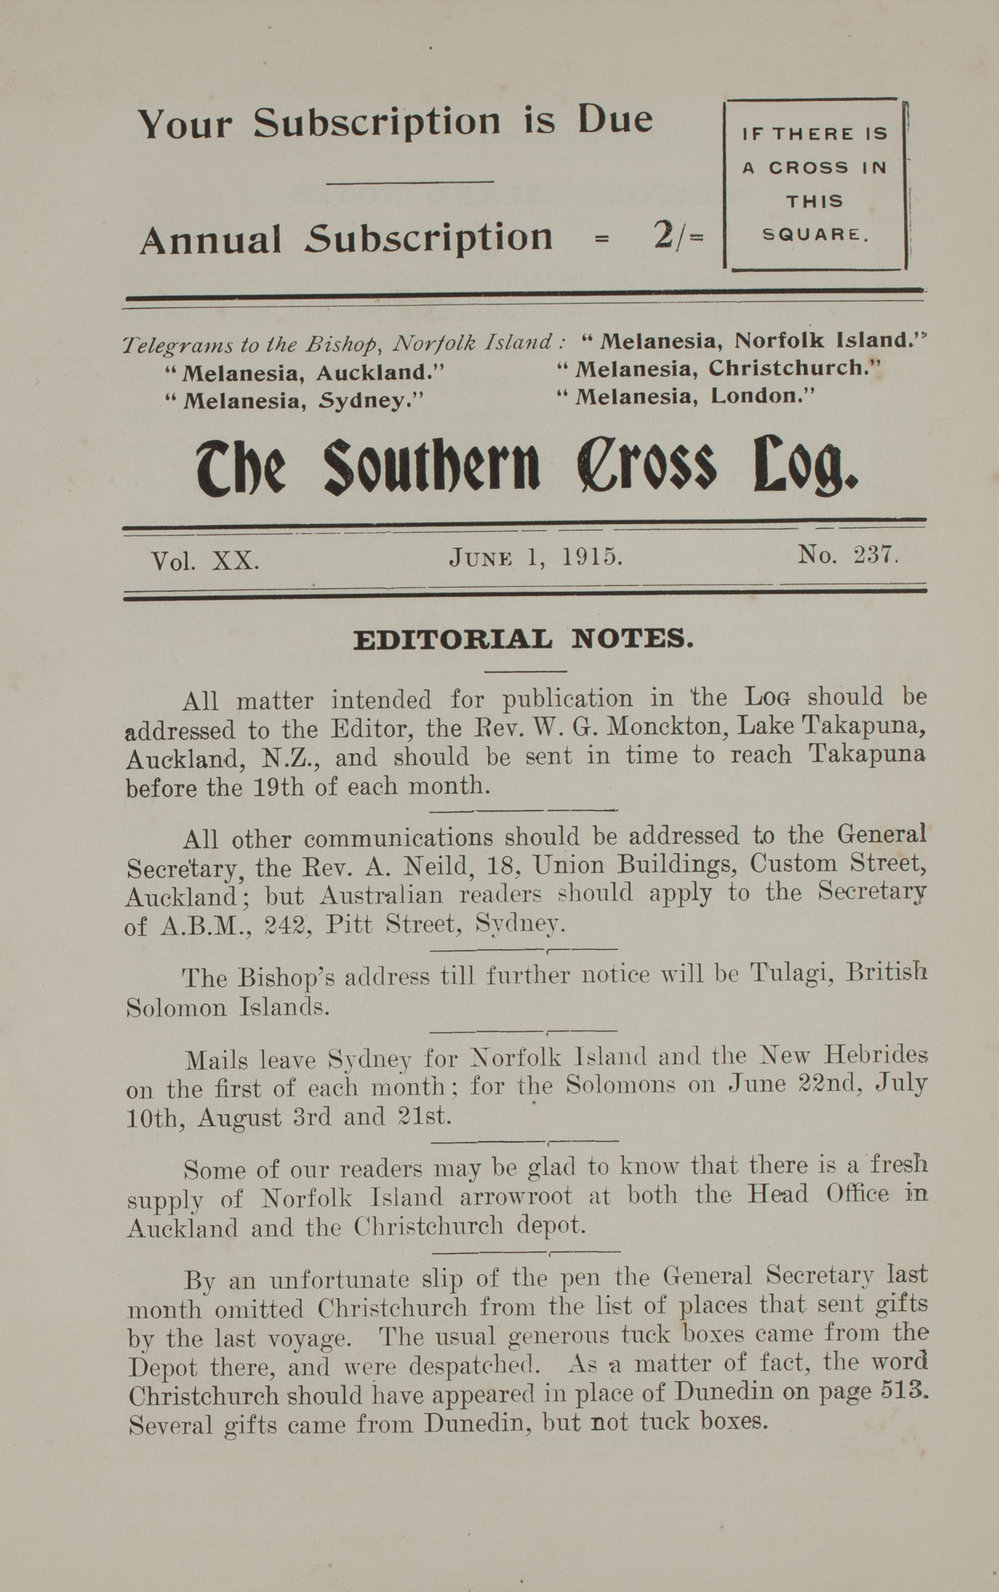 Your Subscription is Due
Annual Subscription = 2/=
IF THERE IS
A CROSS IN
THIS
SQUARE.
Telegrams to the Bishop, Norfolk Island : “ Melanesia, Norfolk Island.”
“ Melanesia, Auckland.” “ Melanesia, Christchurch.”
“ Melanesia, Sydney.” “ Melanesia, London.”
The Southern Cross Log.
Vol. XX. June 1, 1915. No. 237.
EDITORIAL NOTES.
All matter intended for publication in the Log should be
addressed to the Editor, the Rev. W. G. Monckton, Lake Takapuna,
Auckland, N.Z., and should be sent in time to reach Takapuna
before the 19th of each month.
All other communications should be addressed to the General
Secretary, the Rev. A. Neild, 18, Union Buildings, Custom Street,
Auckland; but Australian readers should apply to the Secretary
of A.B.M., 242, Pitt Street, Sydney.
The Bishop’s address till further notice will be Tulagi, British
Solomon Islands.
Mails leave Sydney for Norfolk Island and the New Hebrides
on the first of each month; for the Solomons on June 22nd, July
10th, August 3rd and 21st.
Some of our readers may be glad to know that there is a fresh
supply of Norfolk Island arrowroot at both the Head Office in
Auckland and the Christchurch depot.
By an unfortunate slip of the pen the General Secretary last
month omitted Christchurch from the list of places that sent gifts
by the last voyage. The usual generous tuck boxes came from the
Depot there, and were despatched. As a matter of fact, the word
Christchurch should have appeared in place of Dunedin on page 513.
Several gifts came from Dunedin, but not tuck boxes.